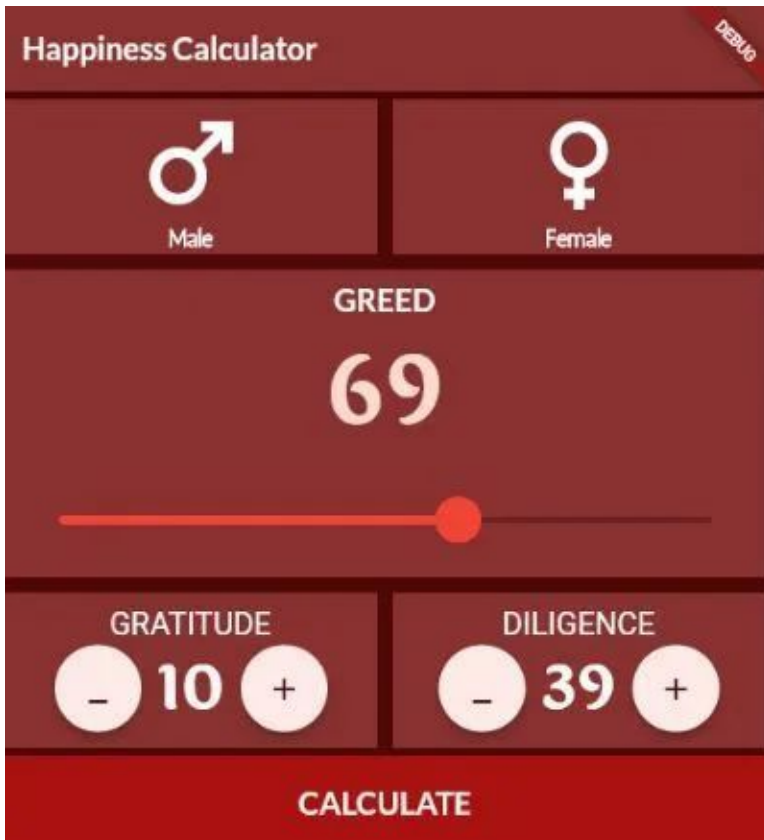 Happiness Calculator
DEBUG
Male
Female
GREED
69
GRATITUDE
DILIGENCE
- 10 +
- 39 +
CALCULATE